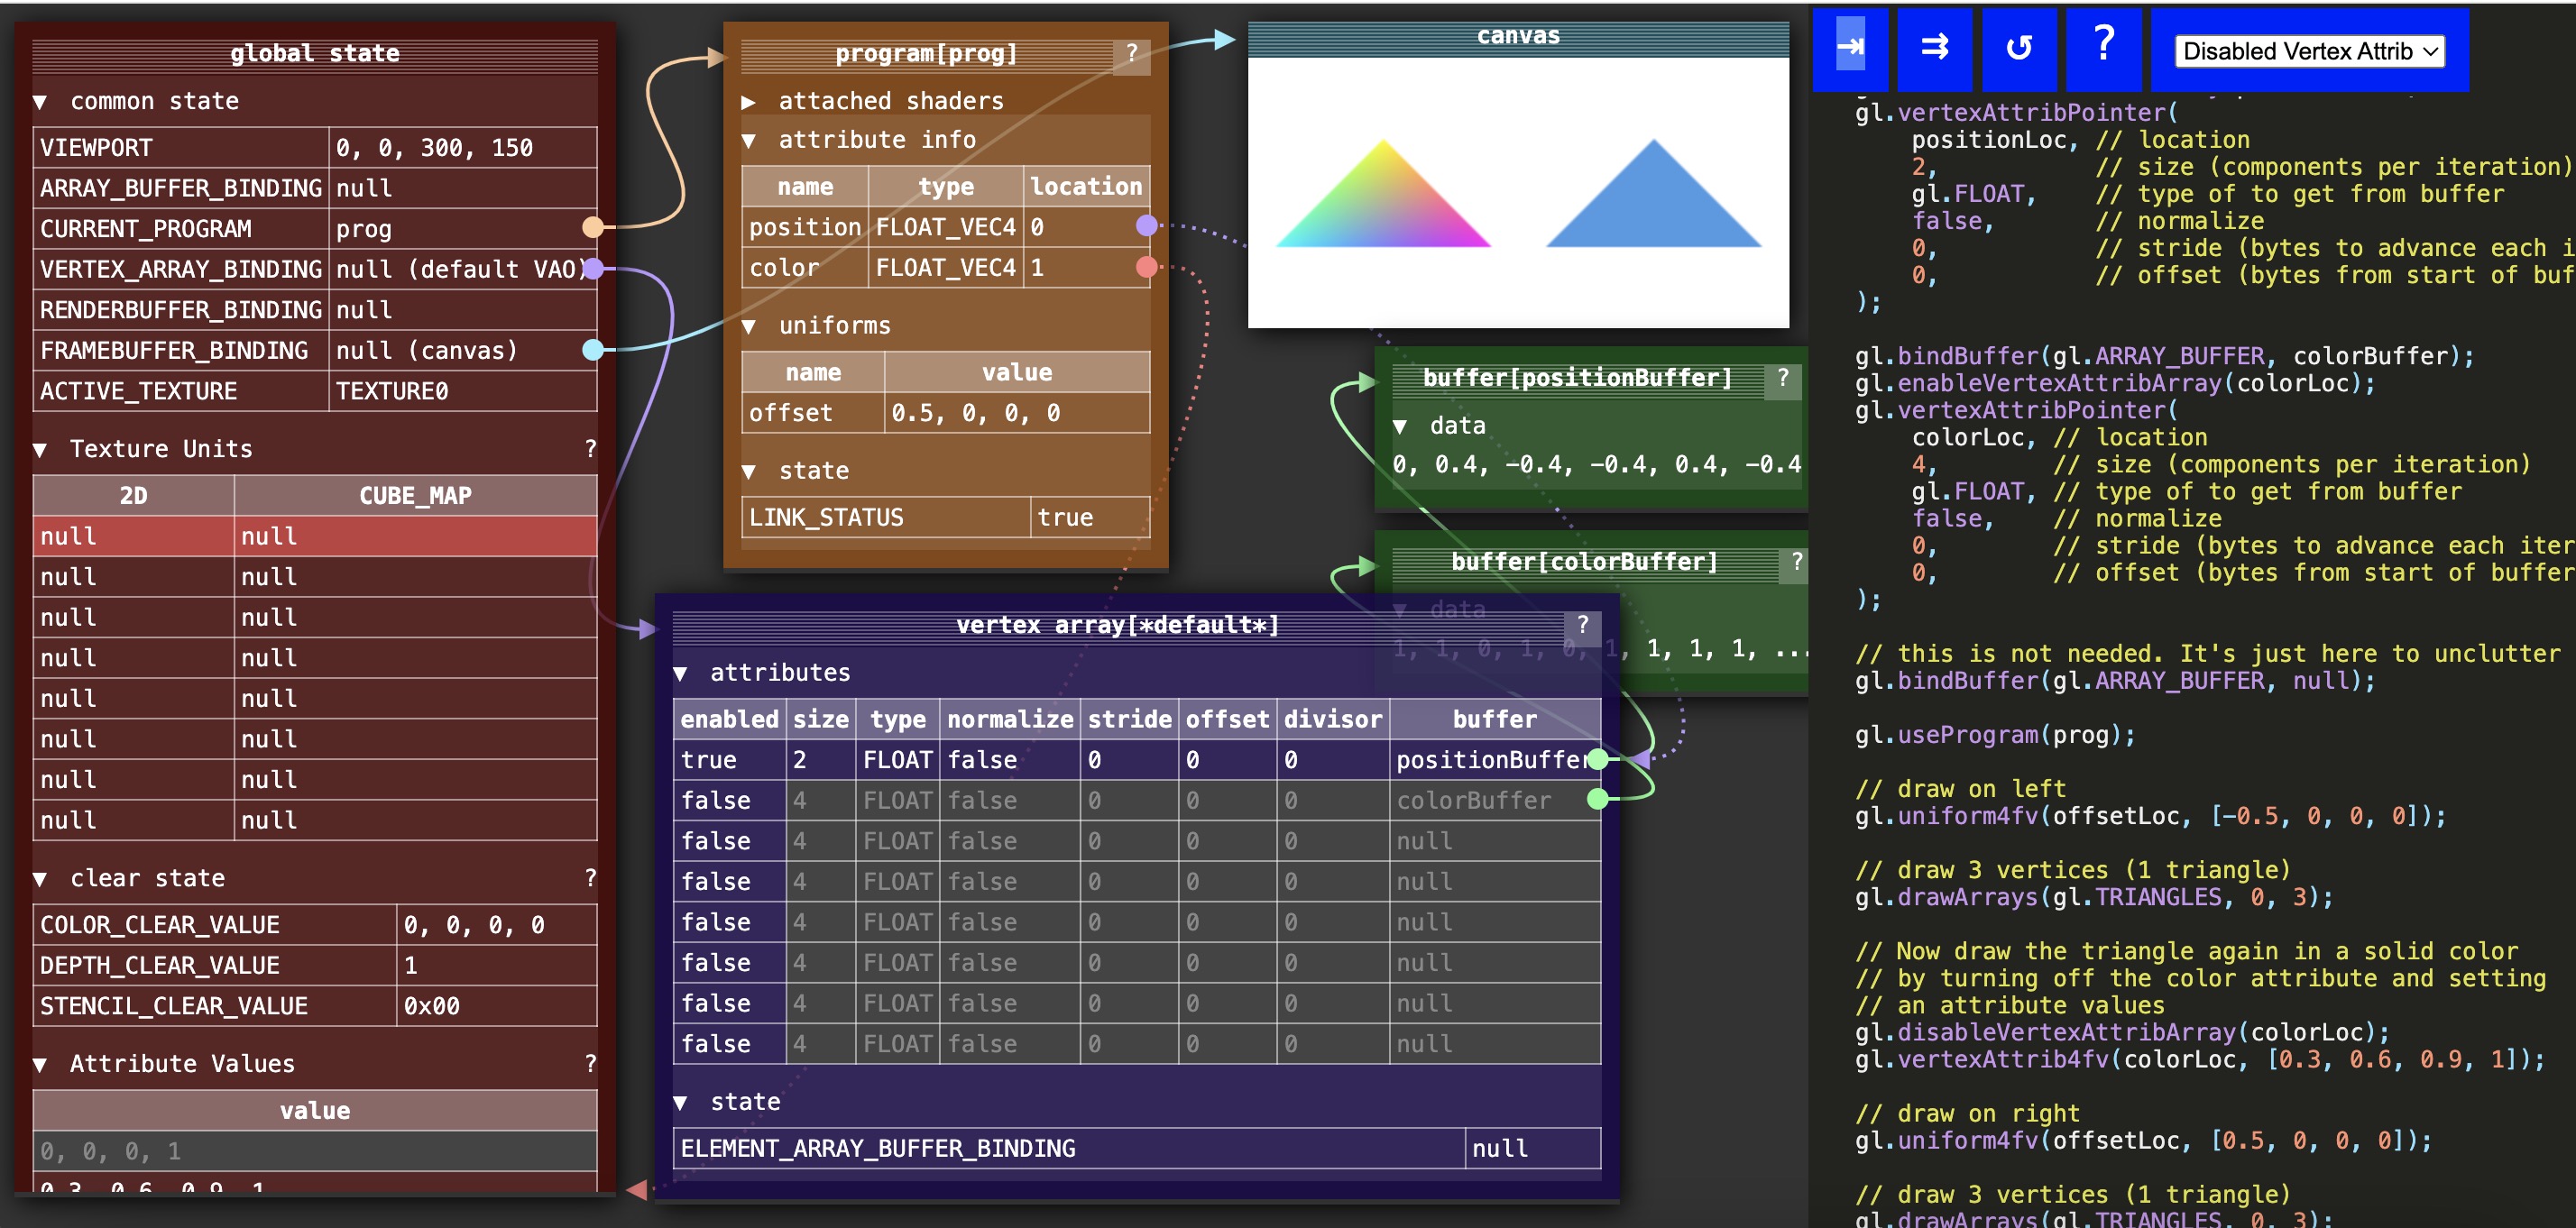 global state
▼ common state
VIEWPORT 0, 0, 300, 150
ARRAY_BUFFER_BINDING null
CURRENT_PROGRAM prog
VERTEX_ARRAY_BINDING null (default VAO)
RENDERBUFFER_BINDING null
FRAMEBUFFER_BINDING null (canvas)
ACTIVE_TEXTURE TEXTURE0
▼ Texture Units ?
2D CUBE_MAP
null null
null null
null null
null null
null null
null null
null null
null null
▼ clear state ?
COLOR_CLEAR_VALUE 0, 0, 0, 0
DEPTH_CLEAR_VALUE 1
STENCIL_CLEAR_VALUE 0x00
▼ Attribute Values ?
value
0, 0, 0, 1
0.3, 0.6, 0.9, 1
program[prog] ?
▶ attached shaders
▼ attribute info
name type location
position FLOAT_VEC4 0
color FLOAT_VEC4 1
▼ uniforms
name value
offset 0.5, 0, 0, 0
▼ state
LINK_STATUS true
canvas
buffer[positionBuffer] ?
▼ data
0, 0.4, -0.4, -0.4, 0.4, -0.4
buffer[colorBuffer] ?
▼ data
1, 1, 0, 1, 0, 1, 1, 1, 1, ...
vertex array[*default*] ?
▼ attributes
enabled size type normalize stride offset divisor buffer
true 2 FLOAT false 0 0 0 positionBuffer
false 4 FLOAT false 0 0 0 colorBuffer
false 4 FLOAT false 0 0 0 null
false 4 FLOAT false 0 0 0 null
false 4 FLOAT false 0 0 0 null
false 4 FLOAT false 0 0 0 null
false 4 FLOAT false 0 0 0 null
false 4 FLOAT false 0 0 0 null
▼ state
ELEMENT_ARRAY_BUFFER_BINDING null
⇥ ⇉ ↺ ? Disabled Vertex Attrib
gl.vertexAttribPointer(
positionLoc, // location
2, // size (components per iteration)
gl.FLOAT, // type of to get from buffer
false, // normalize
0, // stride (bytes to advance each i
0, // offset (bytes from start of buf
);
gl.bindBuffer(gl.ARRAY_BUFFER, colorBuffer);
gl.enableVertexAttribArray(colorLoc);
gl.vertexAttribPointer(
colorLoc, // location
4, // size (components per iteration)
gl.FLOAT, // type of to get from buffer
false, // normalize
0, // stride (bytes to advance each iter
0, // offset (bytes from start of buffer
);
// this is not needed. It's just here to unclutter
gl.bindBuffer(gl.ARRAY_BUFFER, null);
gl.useProgram(prog);
// draw on left
gl.uniform4fv(offsetLoc, [-0.5, 0, 0, 0]);
// draw 3 vertices (1 triangle)
gl.drawArrays(gl.TRIANGLES, 0, 3);
// Now draw the triangle again in a solid color
// by turning off the color attribute and setting
// an attribute values
gl.disableVertexAttribArray(colorLoc);
gl.vertexAttrib4fv(colorLoc, [0.3, 0.6, 0.9, 1]);
// draw on right
gl.uniform4fv(offsetLoc, [0.5, 0, 0, 0]);
// draw 3 vertices (1 triangle)
gl.drawArrays(gl.TRIANGLES, 0, 3);